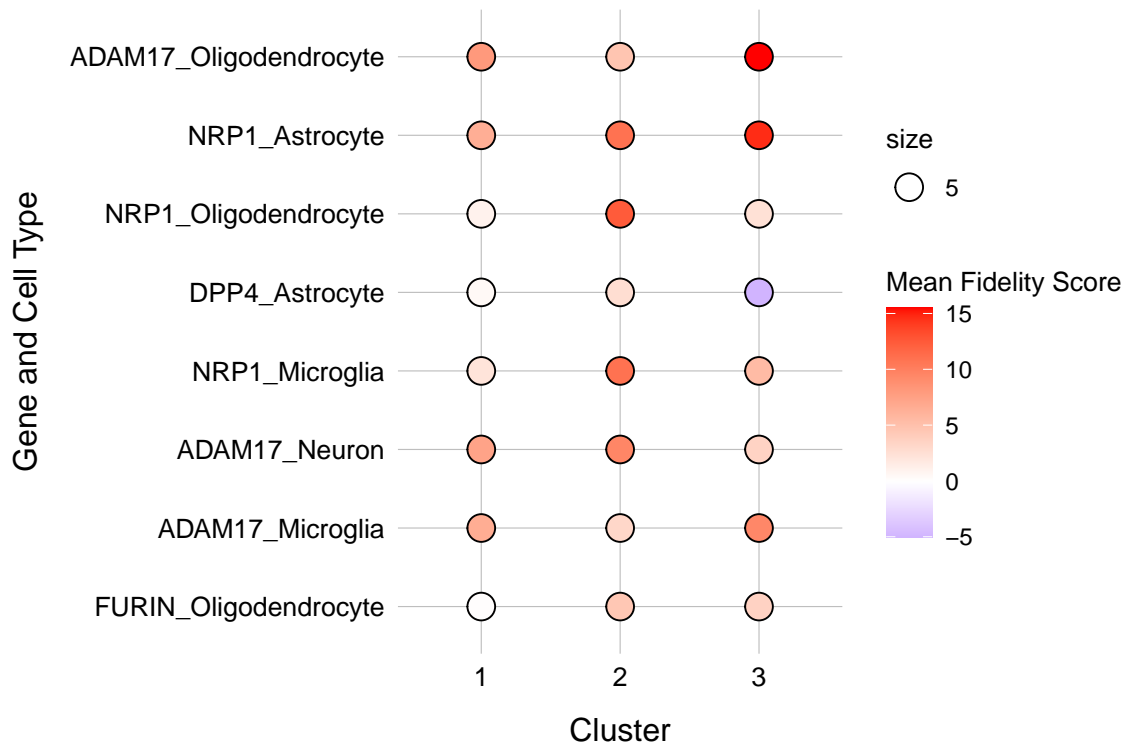 Gene and Cell Type
ADAM17_Oligodendrocyte
NRP1_Astrocyte
NRP1_Oligodendrocyte
DPP4_Astrocyte
NRP1_Microglia
ADAM17_Neuron
ADAM17_Microglia
FURIN_Oligodendrocyte
1 2 3
Cluster
size
5
Mean Fidelity Score
15
10
5
0
−5